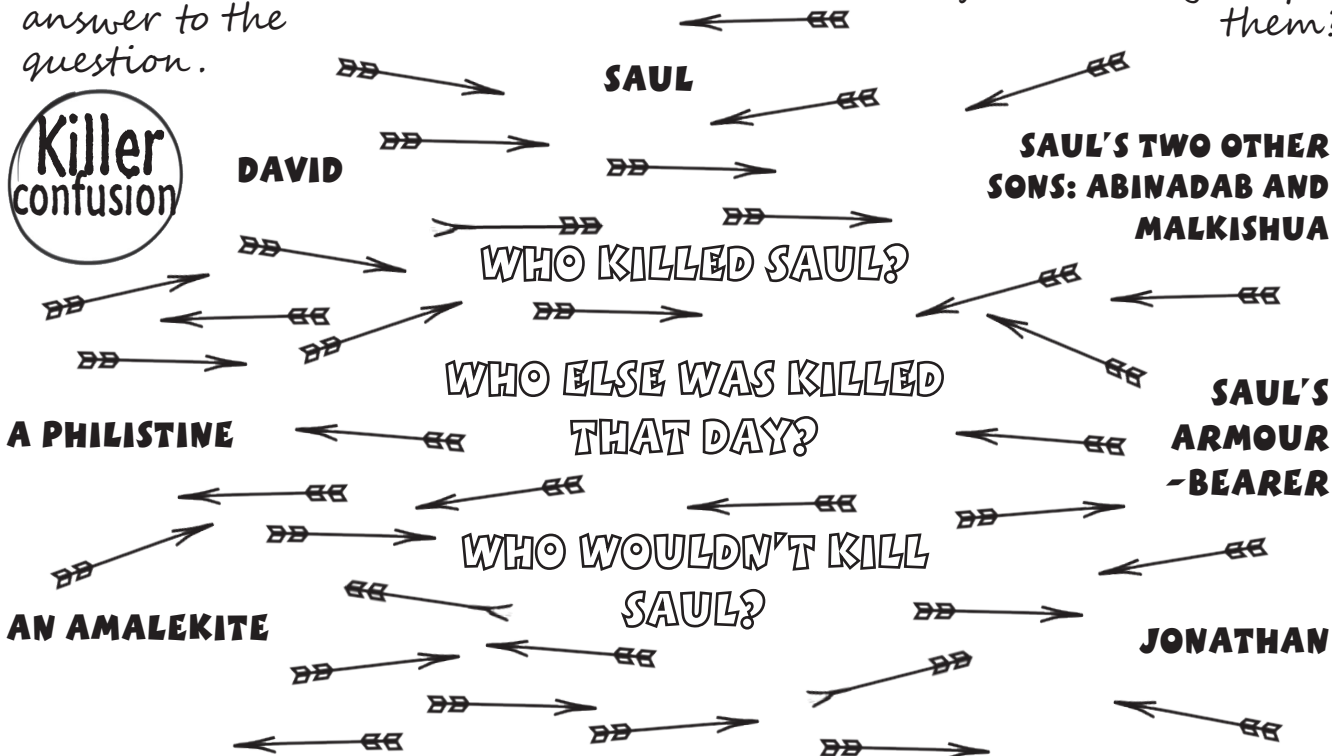 answer to the
question.
them?
Killer
confusion
SAUL
DAVID
SAUL'S TWO OTHER
SONS: ABINADAB AND
MALKISHUA
WHO KILLED SAUL?
WHO ELSE WAS KILLED
THAT DAY?
A PHILISTINE
SAUL'S
ARMOUR
-BEARER
WHO WOULDN'T KILL
SAUL?
AN AMALEKITE
JONATHAN